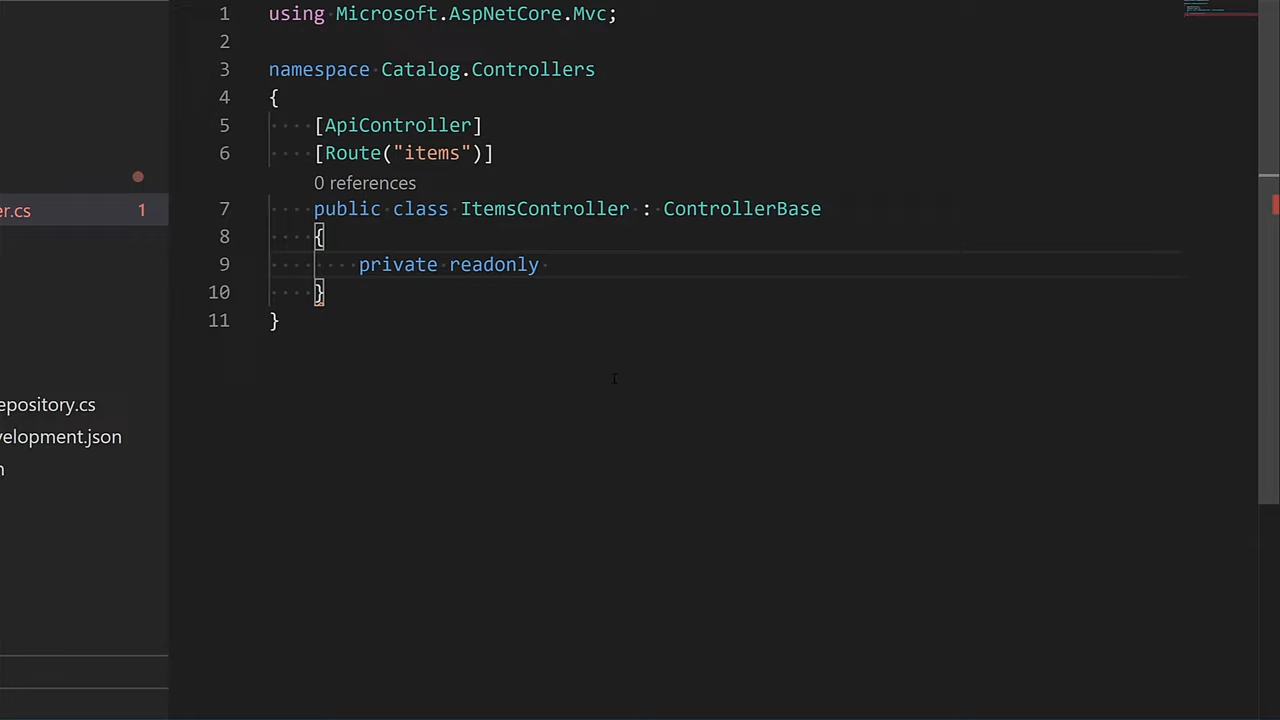 1 using Microsoft.AspNetCore.Mvc;
2
3 namespace Catalog.Controllers
4 {
5 [ApiController]
6 [Route("items")]
0 references
7 public class ItemsController : ControllerBase
8 {
9 private readonly
10 }
11 }
er.cs 1
epository.cs
velopment.json
n